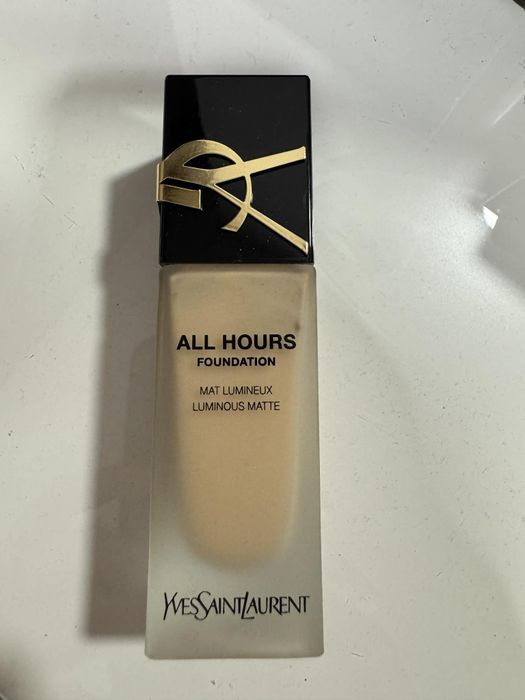 ALL HOURS
FOUNDATION
MAT LUMINEUX
LUMINOUS MATTE
YVESSAINTLAURENT